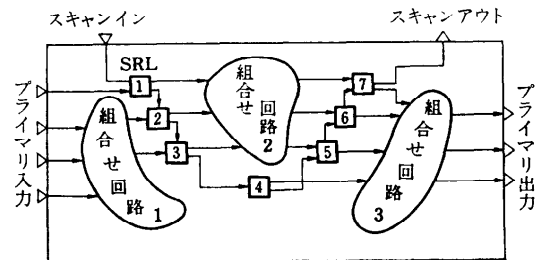 スキャンイン
スキャンアウト
SRL
1
2
3
4
5
6
7
プライマリ入力
組合せ回路1
組合せ回路2
組合せ回路3
プライマリ出力